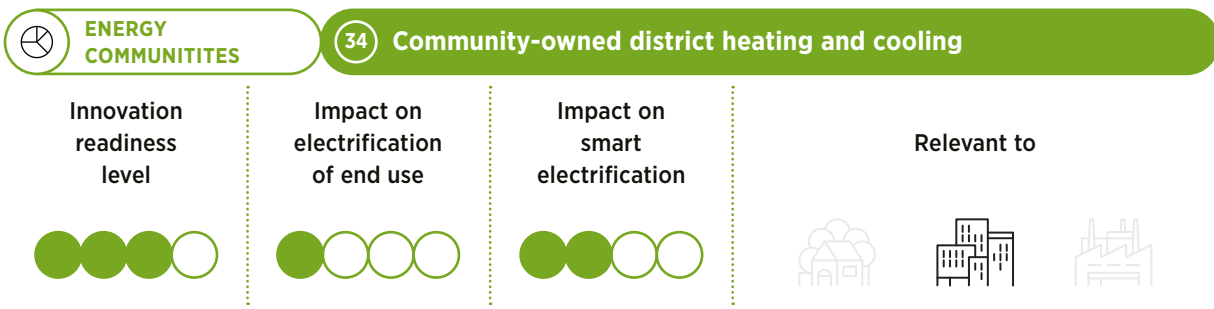 ENERGY
COMMUNITITES
34 Community-owned district heating and cooling
Innovation
readiness
level
Impact on
electrification
of end use
Impact on
smart
electrification
Relevant to